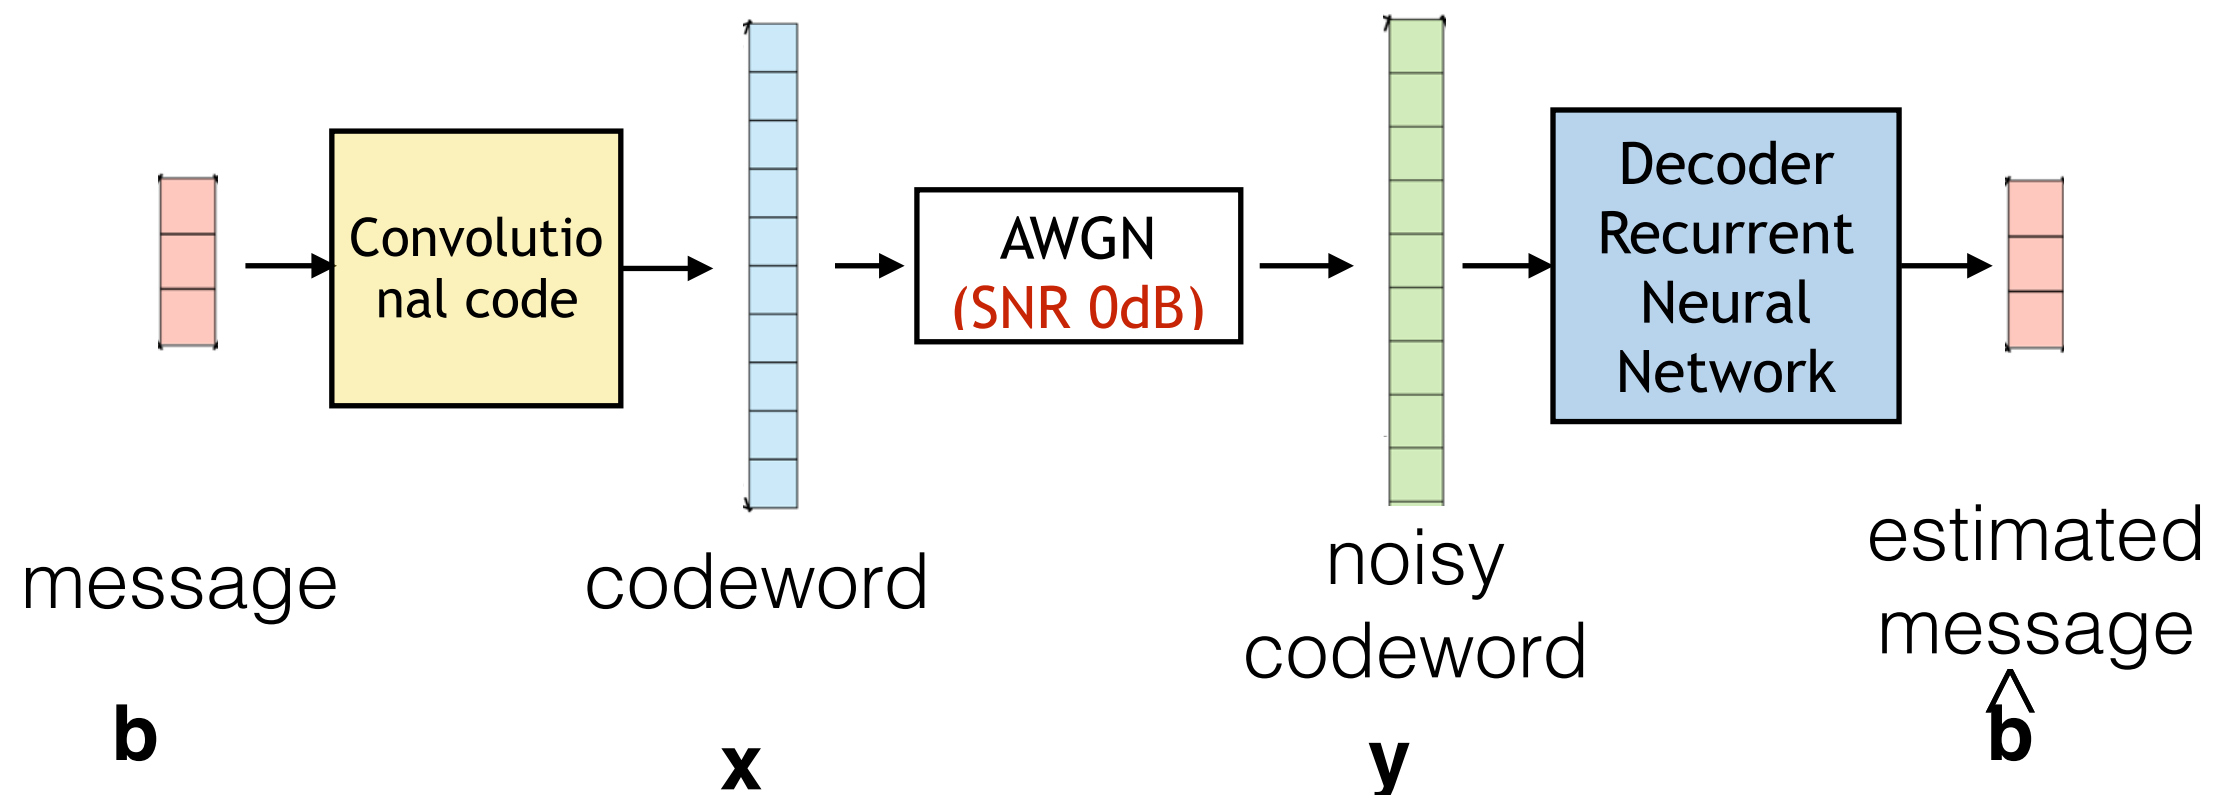 Convolutio
nal code
AWGN
(SNR 0dB)
Decoder
Recurrent
Neural
Network
message
codeword
noisy
codeword
estimated
message
b
x
y
b̂